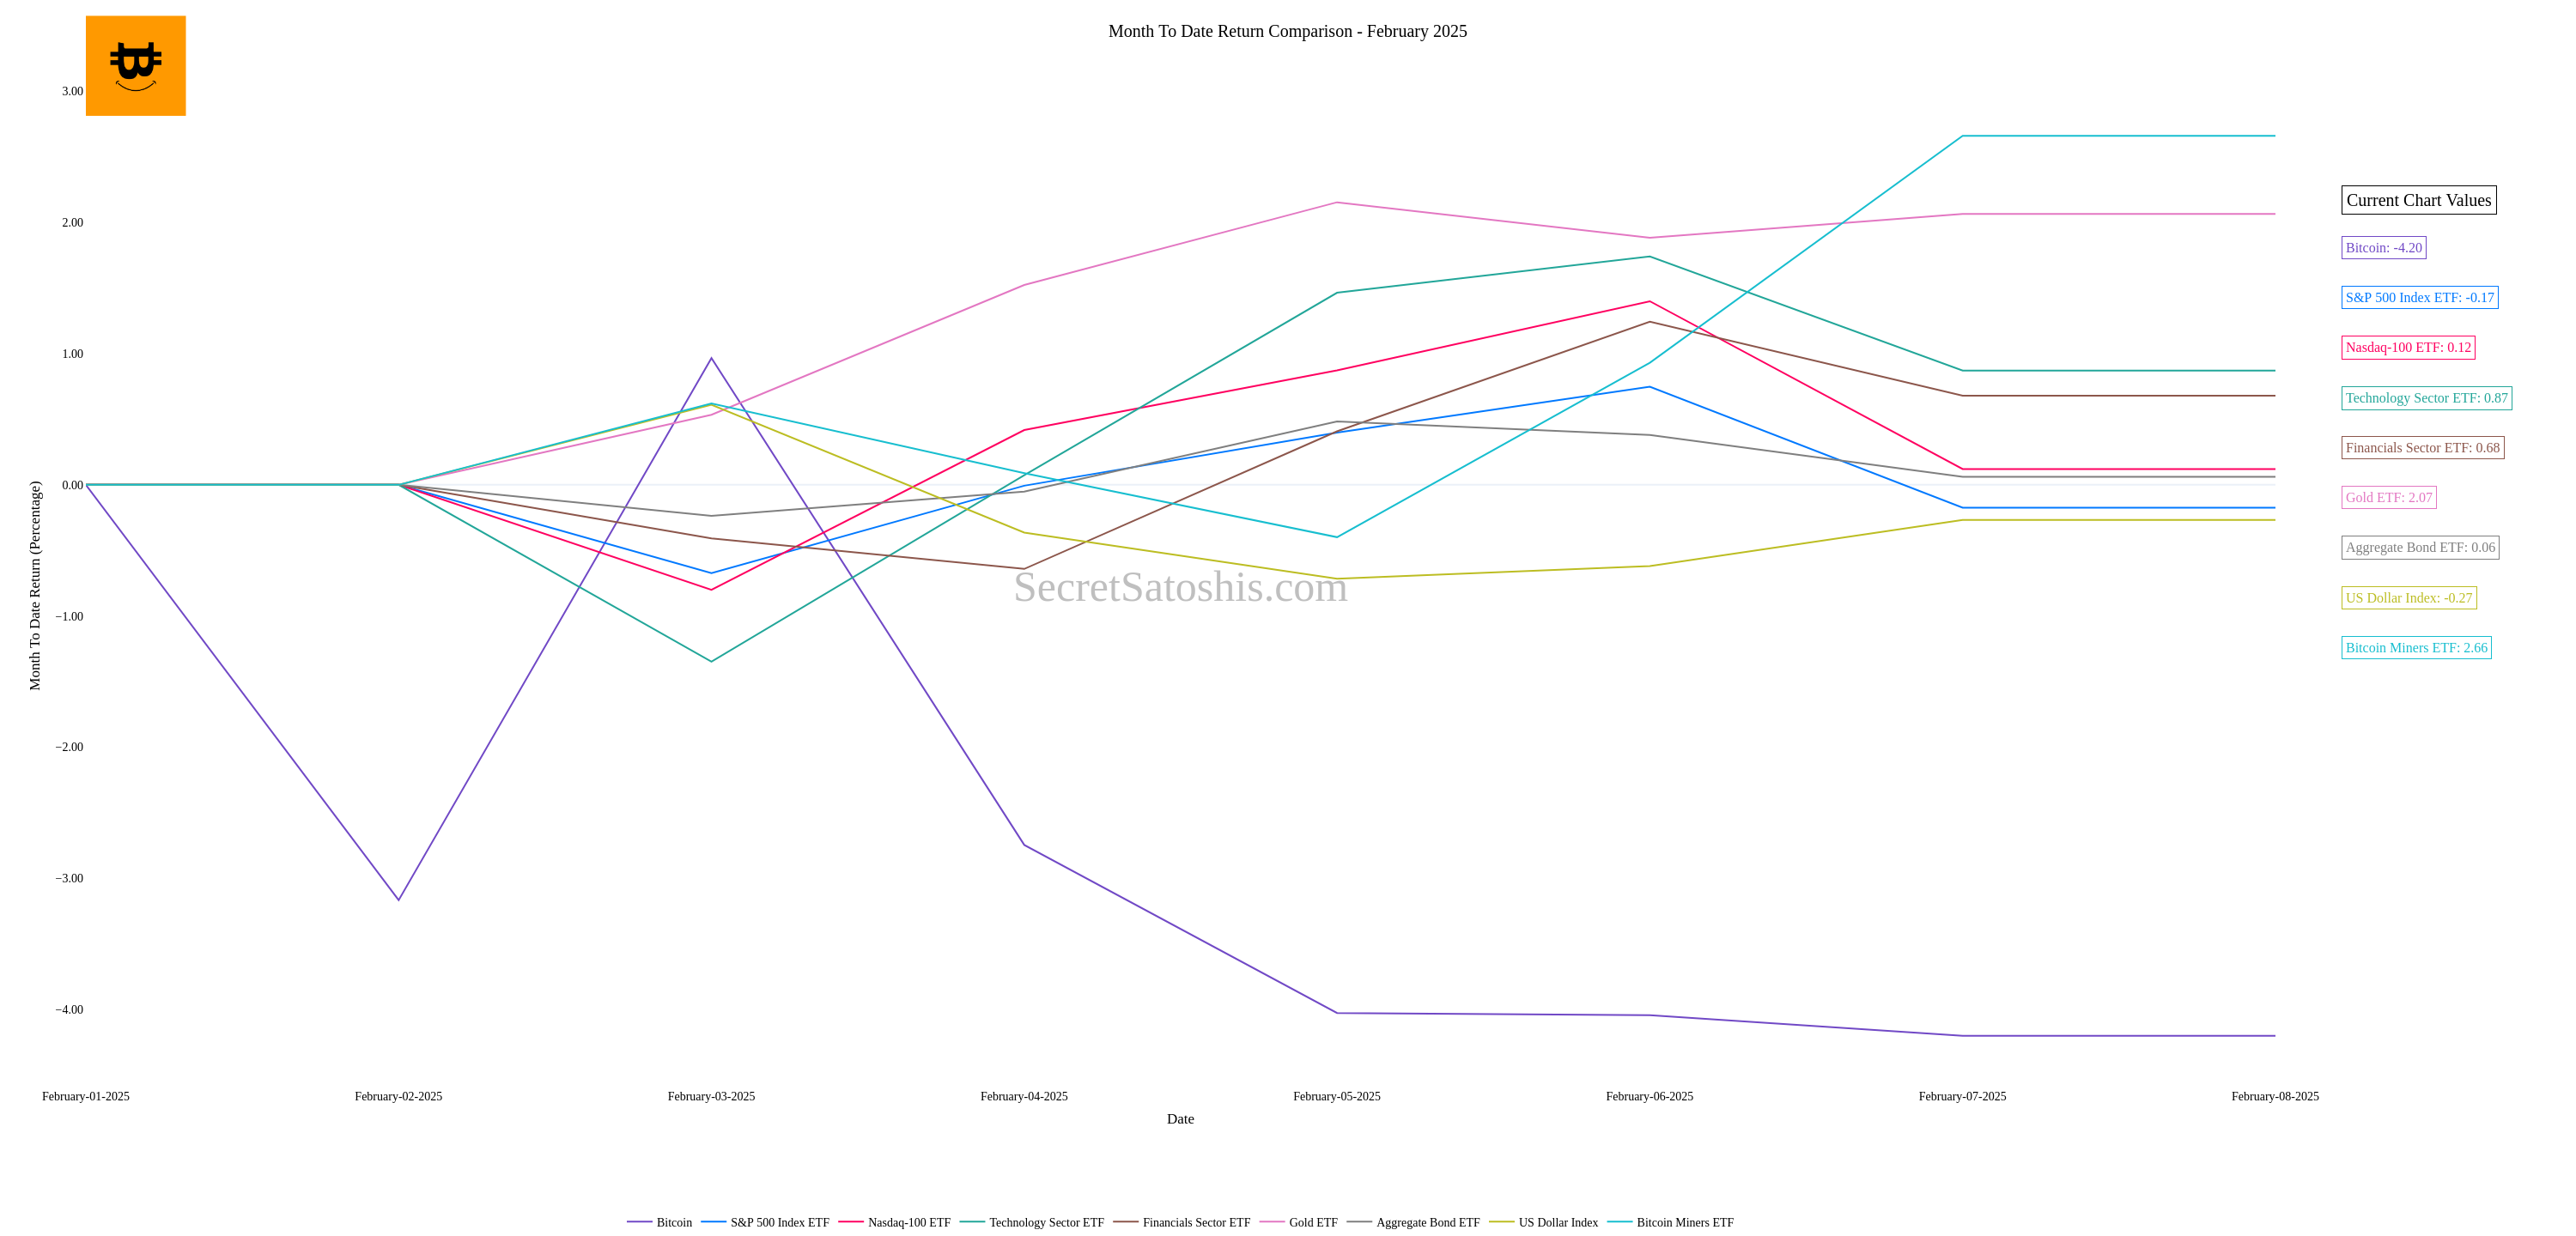 Month To Date Return Comparison - February 2025
3.00
2.00
1.00
0.00
−1.00
−2.00
−3.00
−4.00
Month To Date Return (Percentage)
SecretSatoshis.com
Current Chart Values
Bitcoin: -4.20
S&P 500 Index ETF: -0.17
Nasdaq-100 ETF: 0.12
Technology Sector ETF: 0.87
Financials Sector ETF: 0.68
Gold ETF: 2.07
Aggregate Bond ETF: 0.06
US Dollar Index: -0.27
Bitcoin Miners ETF: 2.66
February-01-2025 February-02-2025 February-03-2025 February-04-2025 February-05-2025 February-06-2025 February-07-2025 February-08-2025
Date
Bitcoin S&P 500 Index ETF Nasdaq-100 ETF Technology Sector ETF Financials Sector ETF Gold ETF Aggregate Bond ETF US Dollar Index Bitcoin Miners ETF